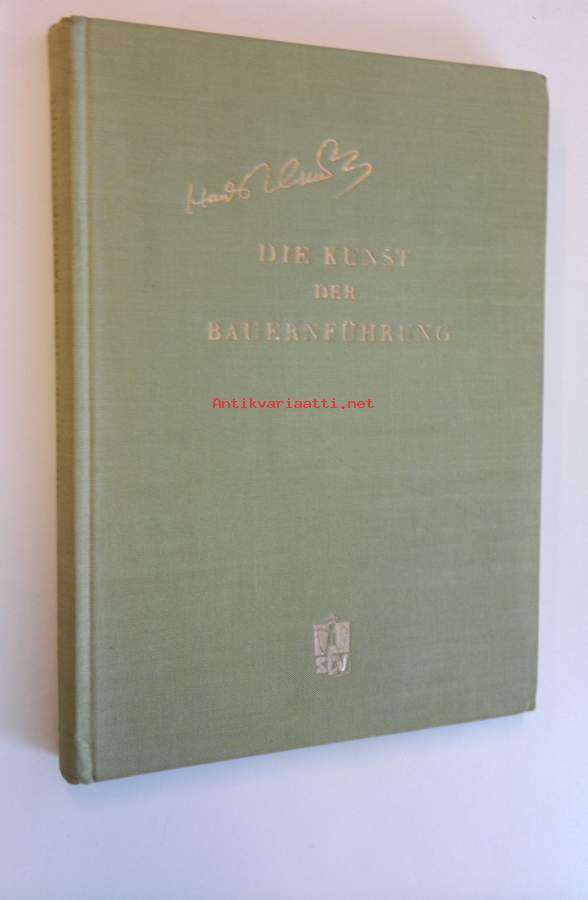 DIE KUNST
DER
BAUERNFÜHRUNG
Antikvariaatti.net